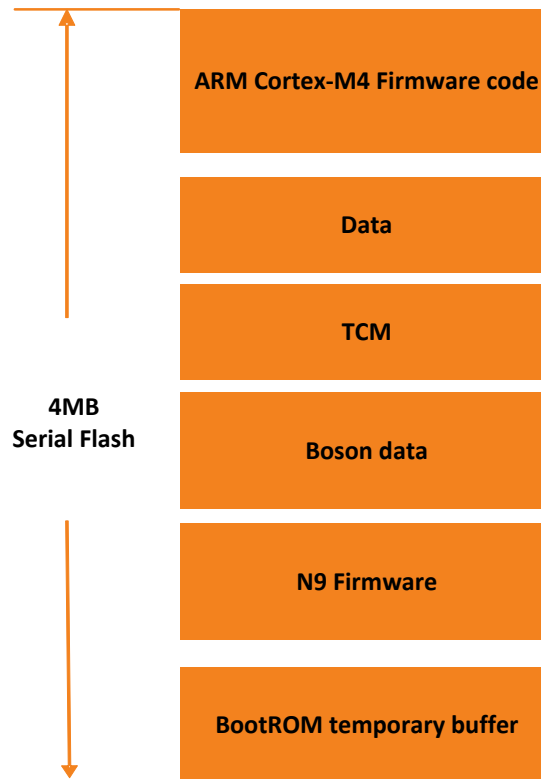 ARM Cortex-M4 Firmware code
Data
TCM
4MB
Serial Flash
Boson data
N9 Firmware
BootROM temporary buffer